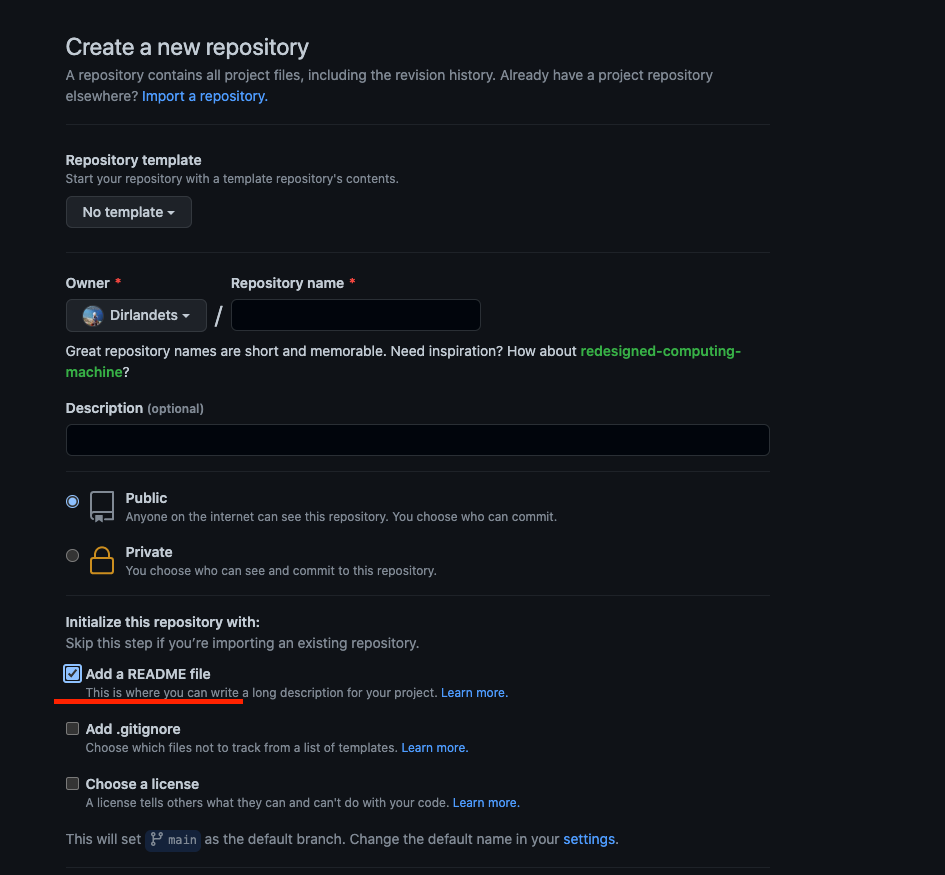 Create a new repository
A repository contains all project files, including the revision history. Already have a project repository
elsewhere? Import a repository.
Repository template
Start your repository with a template repository's contents.
No template
Owner *
Repository name *
Dirlandets
/
Great repository names are short and memorable. Need inspiration? How about redesigned-computing-
machine?
Description (optional)
Public
Anyone on the internet can see this repository. You choose who can commit.
Private
You choose who can see and commit to this repository.
Initialize this repository with:
Skip this step if you’re importing an existing repository.
Add a README file
This is where you can write a long description for your project. Learn more.
Add .gitignore
Choose which files not to track from a list of templates. Learn more.
Choose a license
A license tells others what they can and can't do with your code. Learn more.
This will set main as the default branch. Change the default name in your settings.